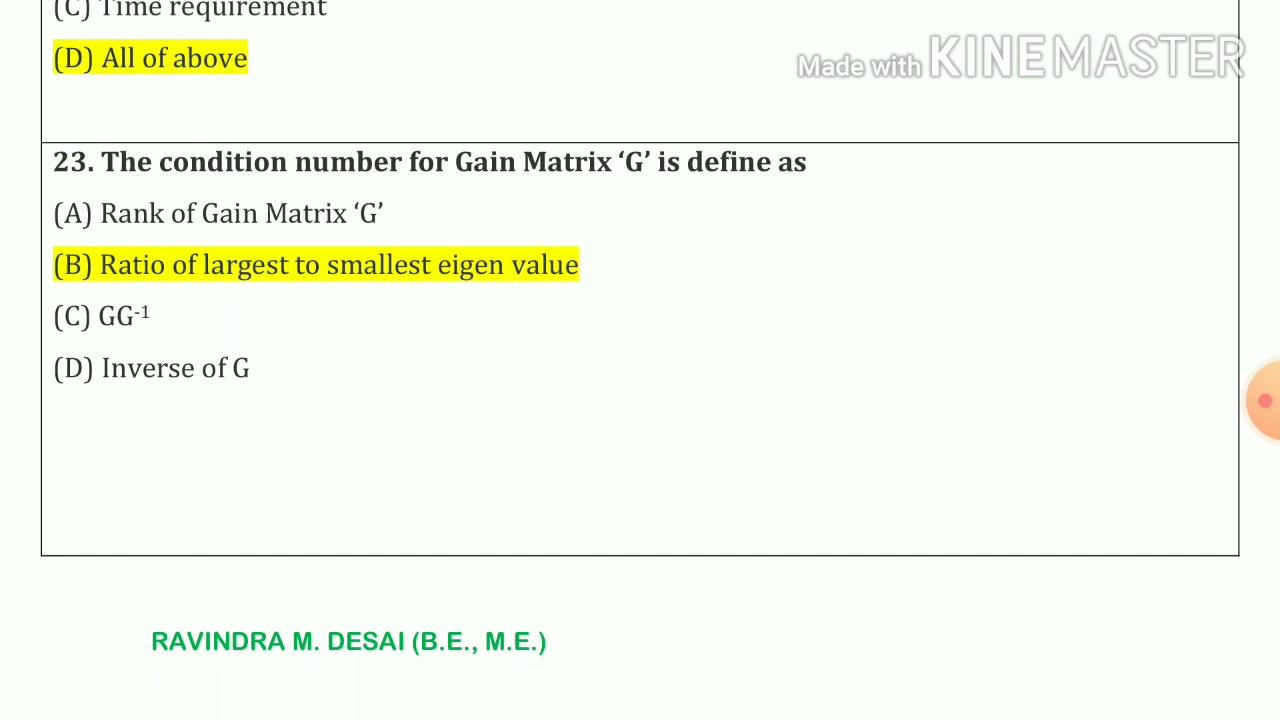 (C) Time requirement
(D) All of above
Made with KINEMASTER
23. The condition number for Gain Matrix ‘G’ is define as
(A) Rank of Gain Matrix ‘G’
(B) Ratio of largest to smallest eigen value
(C) GG-1
(D) Inverse of G
RAVINDRA M. DESAI (B.E., M.E.)